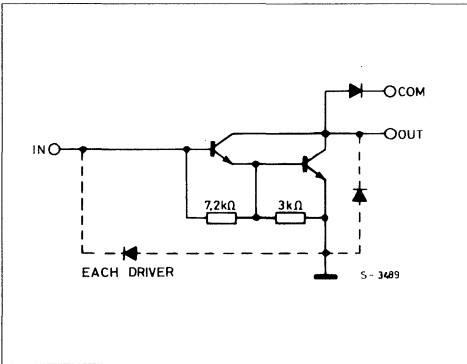 COM
OUT
IN
7,2kΩ 3kΩ
EACH DRIVER
S-3489